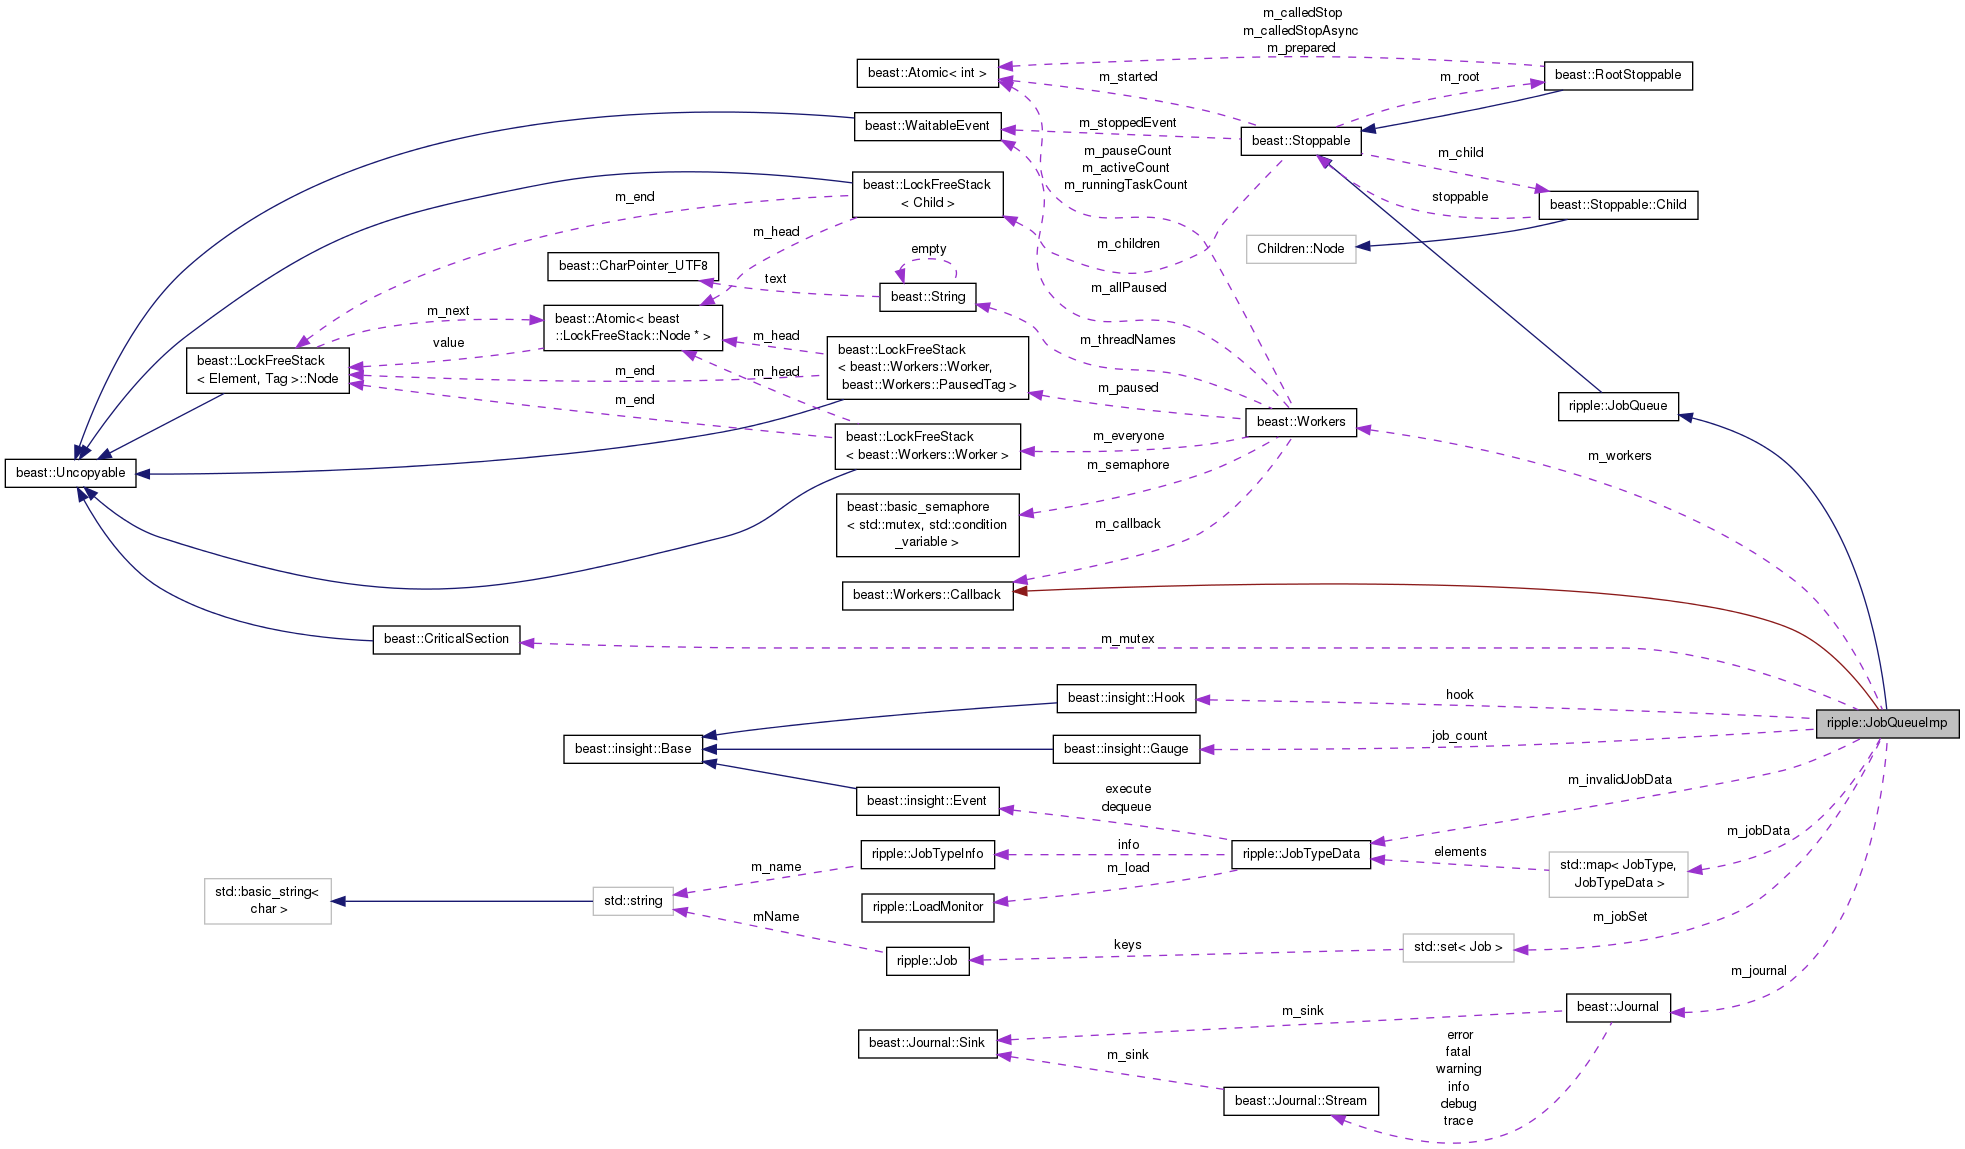 m_calledStop
m_calledStopAsync
m_prepared
beast::Atomic< int >
m_started
m_root
beast::RootStoppable
beast::WaitableEvent
m_stoppedEvent
beast::Stoppable
m_pauseCount
m_activeCount
m_runningTaskCount
m_child
beast::LockFreeStack
< Child >
m_end
stoppable
beast::Stoppable::Child
m_head
m_children
Children::Node
empty
beast::CharPointer_UTF8
text
beast::String
m_allPaused
m_next
beast::Atomic< beast
::LockFreeStack::Node * >
m_head
m_threadNames
value
beast::LockFreeStack
< Element, Tag >::Node
beast::LockFreeStack
< beast::Workers::Worker,
beast::Workers::PausedTag >
m_end
m_head
m_paused
m_end
ripple::JobQueue
beast::Workers
beast::LockFreeStack
< beast::Workers::Worker >
m_everyone
m_workers
beast::Uncopyable
m_semaphore
beast::basic_semaphore
< std::mutex, std::condition
_variable >
m_callback
beast::Workers::Callback
beast::CriticalSection
m_mutex
beast::insight::Hook
hook
ripple::JobQueueImp
beast::insight::Base
beast::insight::Gauge
job_count
m_invalidJobData
beast::insight::Event
execute
dequeue
m_jobData
ripple::JobTypeInfo
info
ripple::JobTypeData
elements
std::map< JobType,
JobTypeData >
m_name
m_load
std::basic_string<
char >
std::string
ripple::LoadMonitor
mName
m_jobSet
ripple::Job
keys
std::set< Job >
m_journal
beast::Journal
m_sink
beast::Journal::Sink
m_sink
error
fatal
warning
info
debug
trace
beast::Journal::Stream